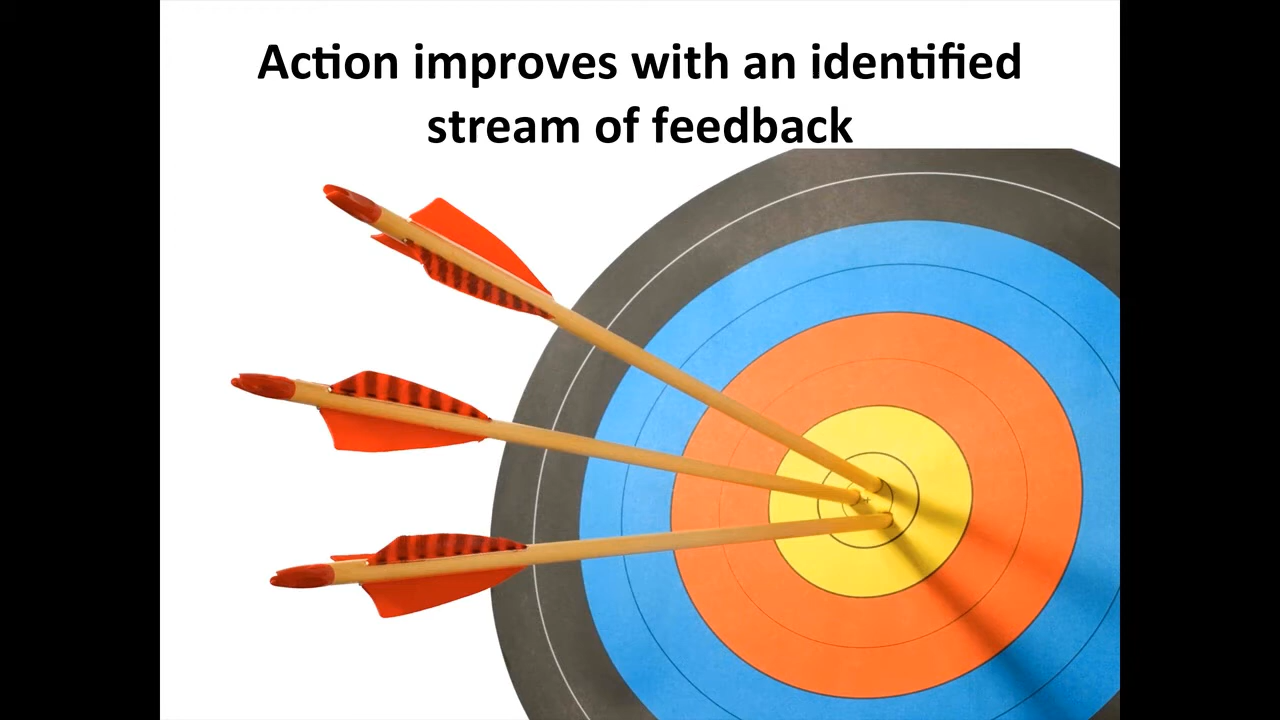 Action improves with an identified
stream of feedback